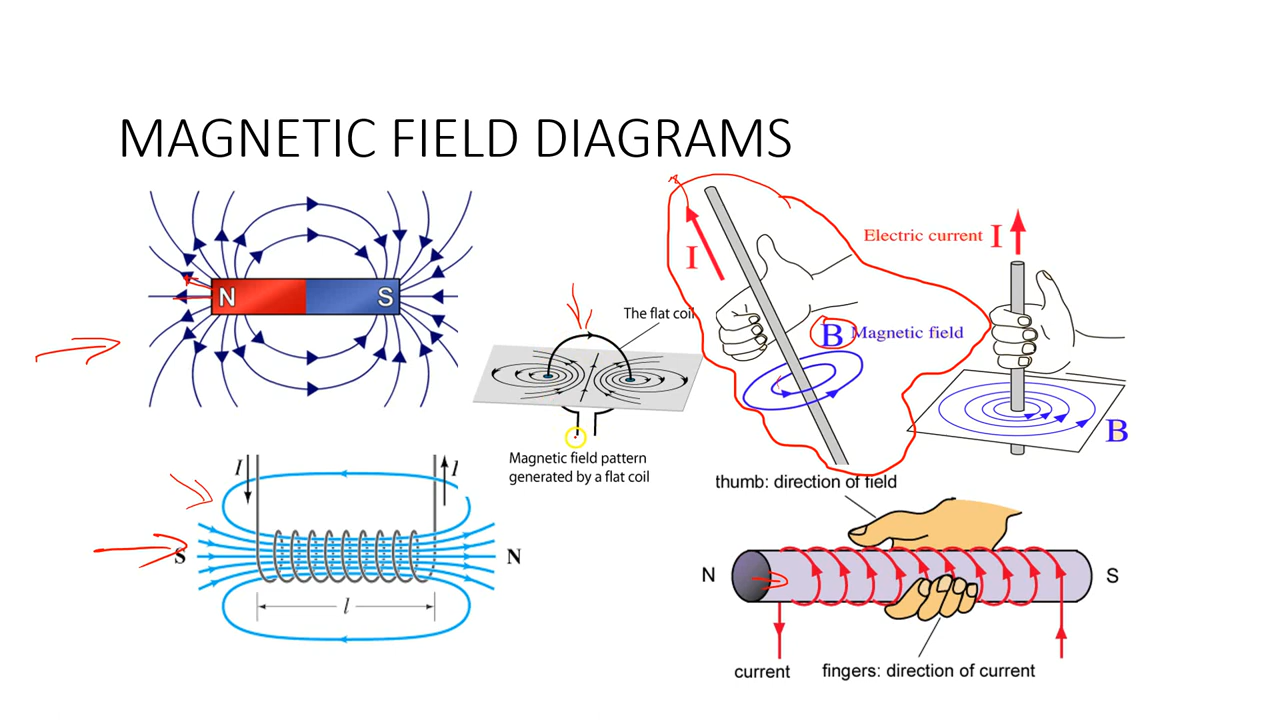 MAGNETIC FIELD DIAGRAMS
N S
The flat coil
Magnetic field pattern
generated by a flat coil
I
Electric current I
B Magnetic field
B
I l
S N
l
thumb: direction of field
N S
current
fingers: direction of current